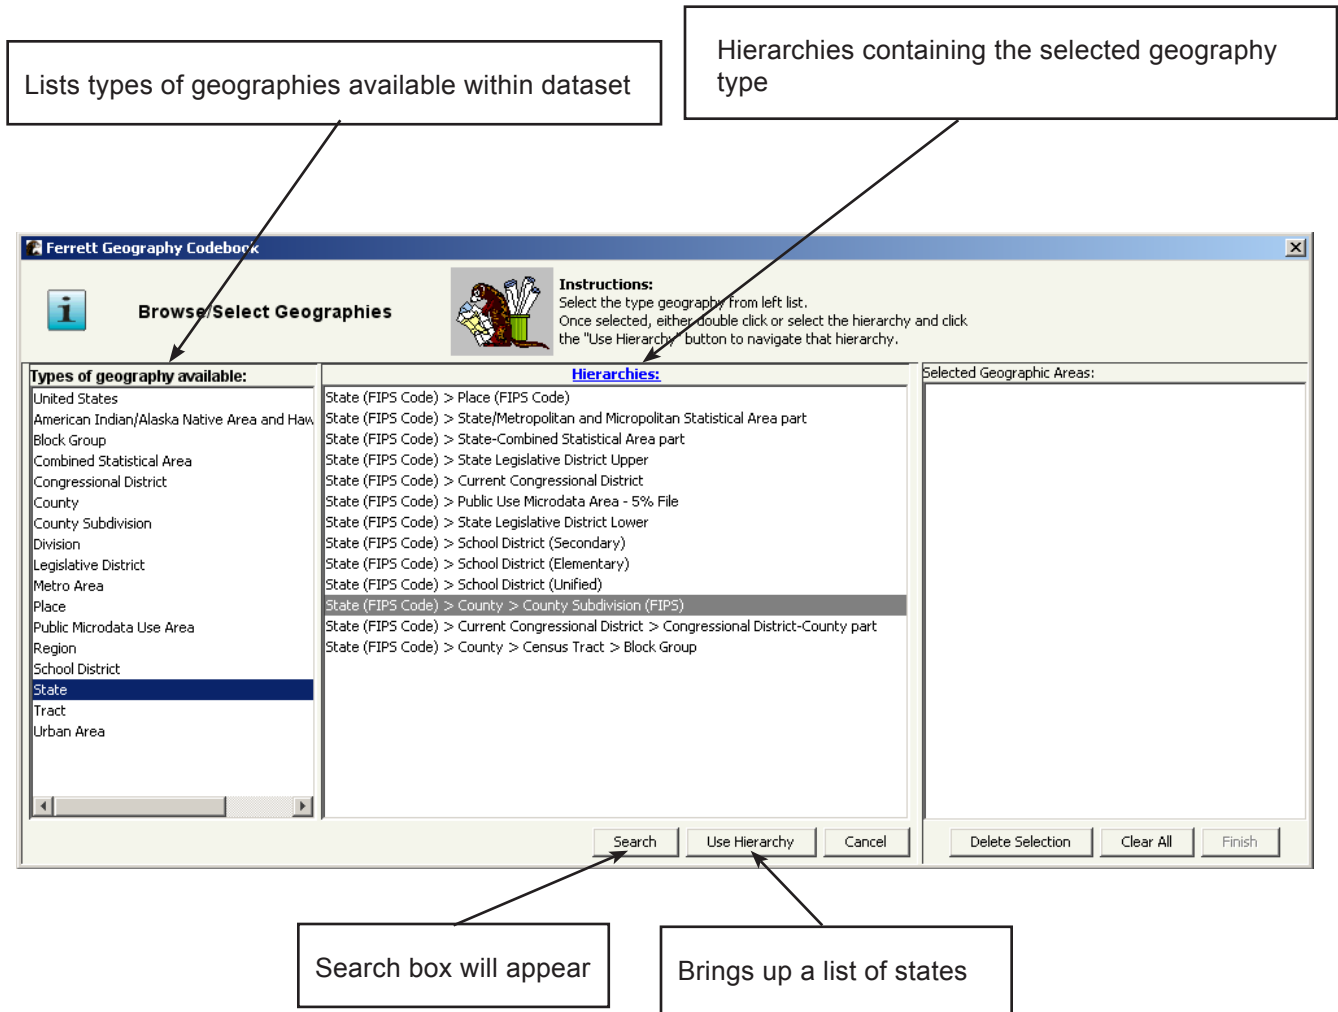 Lists types of geographies available within dataset
Hierarchies containing the selected geography
type
Ferrett Geography Codebook
i
Browse/Select Geographies
Instructions:
Select the type geography from left list.
Once selected, either double click or select the hierarchy and click
the "Use Hierarchy" button to navigate that hierarchy.
Types of geography available:
United States
American Indian/Alaska Native Area and Haw
Block Group
Combined Statistical Area
Congressional District
County
County Subdivision
Division
Legislative District
Metro Area
Place
Public Microdata Use Area
Region
School District
State
Tract
Urban Area
Hierarchies:
State (FIPS Code) > Place (FIPS Code)
State (FIPS Code) > State/Metropolitan and Micropolitan Statistical Area part
State (FIPS Code) > State-Combined Statistical Area part
State (FIPS Code) > State Legislative District Upper
State (FIPS Code) > Current Congressional District
State (FIPS Code) > Public Use Microdata Area - 5% File
State (FIPS Code) > State Legislative District Lower
State (FIPS Code) > School District (Secondary)
State (FIPS Code) > School District (Elementary)
State (FIPS Code) > School District (Unified)
State (FIPS Code) > County > County Subdivision (FIPS)
State (FIPS Code) > Current Congressional District > Congressional District-County part
State (FIPS Code) > County > Census Tract > Block Group
Selected Geographic Areas:
Search
Use Hierarchy
Cancel
Delete Selection
Clear All
Finish
Search box will appear
Brings up a list of states